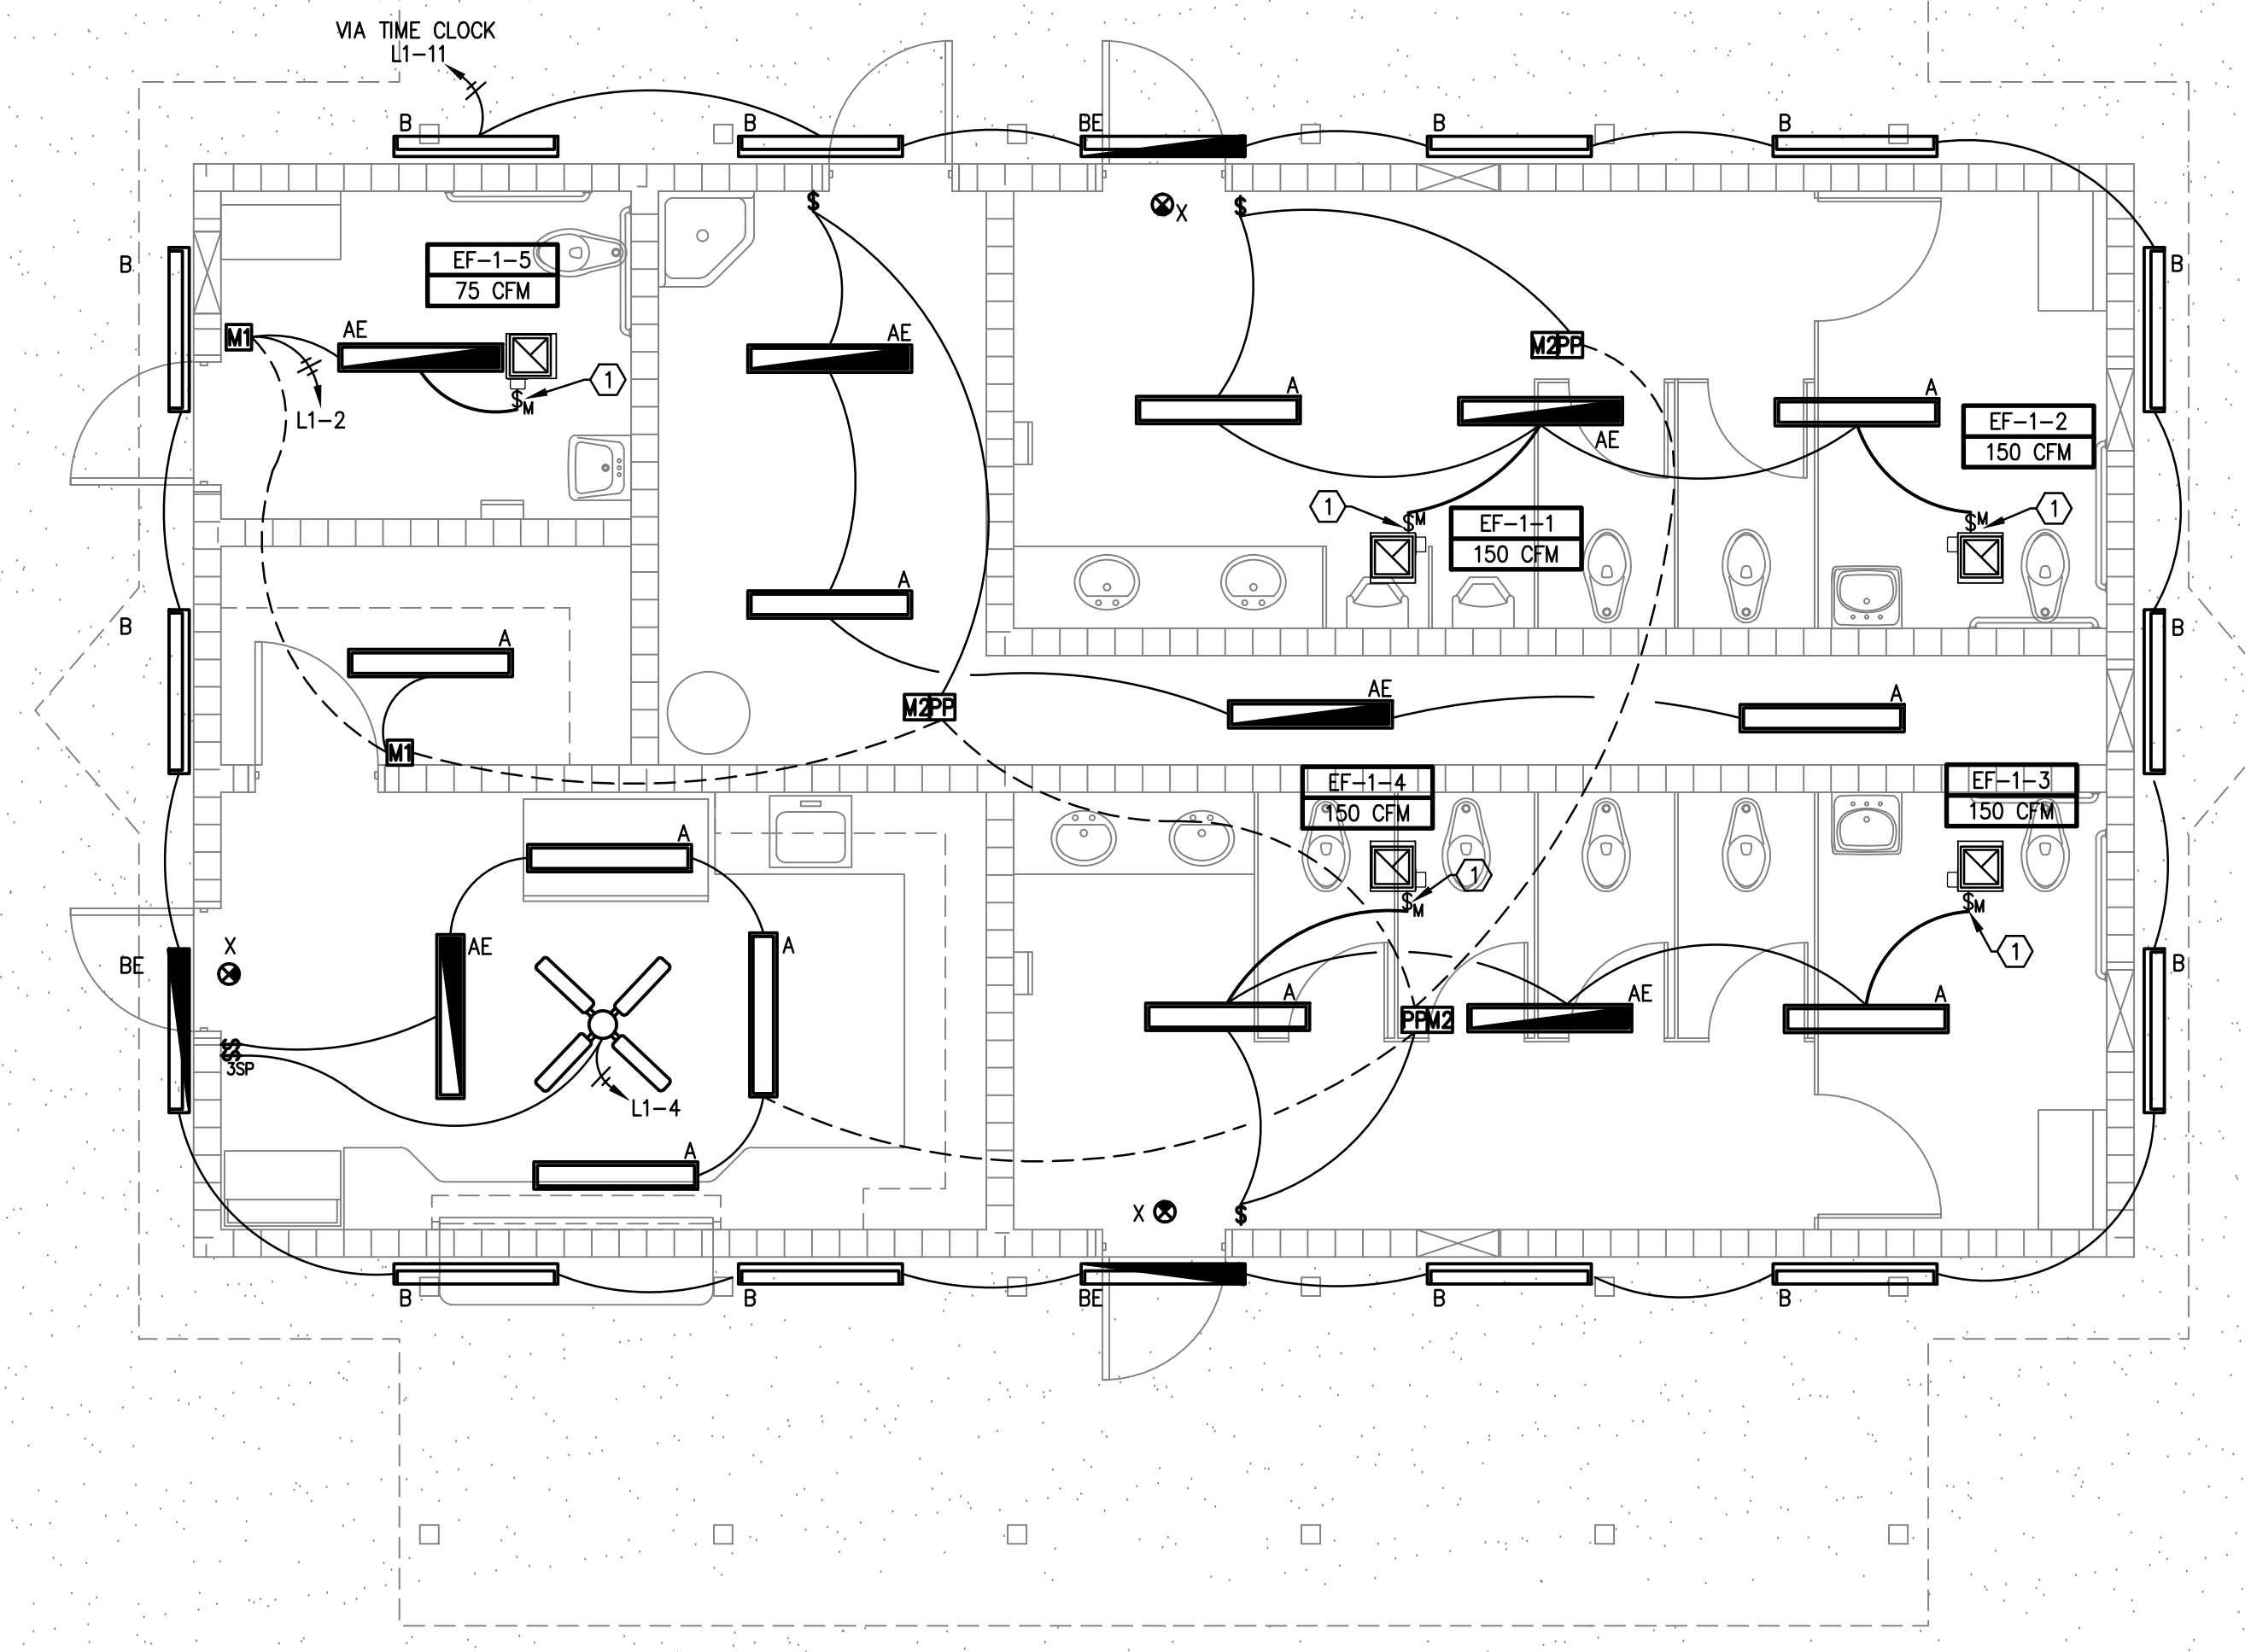 VIA TIME CLOCK
L1-11
B
B
BE
B
B
$
X
$
B
EF-1-5
75 CFM
B
M1
AE
AE
M2PP
1
$M
L1-2
A
A
AE
EF-1-2
150 CFM
1
$M
EF-1-1
150 CFM
$M
1
A
B
A
B
AE
A
M2PP
M1
EF-1-4
150 CFM
EF-1-3
150 CFM
A
1
$M
$M
X
AE
A
1
BE
B
A
AE
A
PPM2
$
$
3SP
L1-4
A
X
$
B
B
BE
B
B